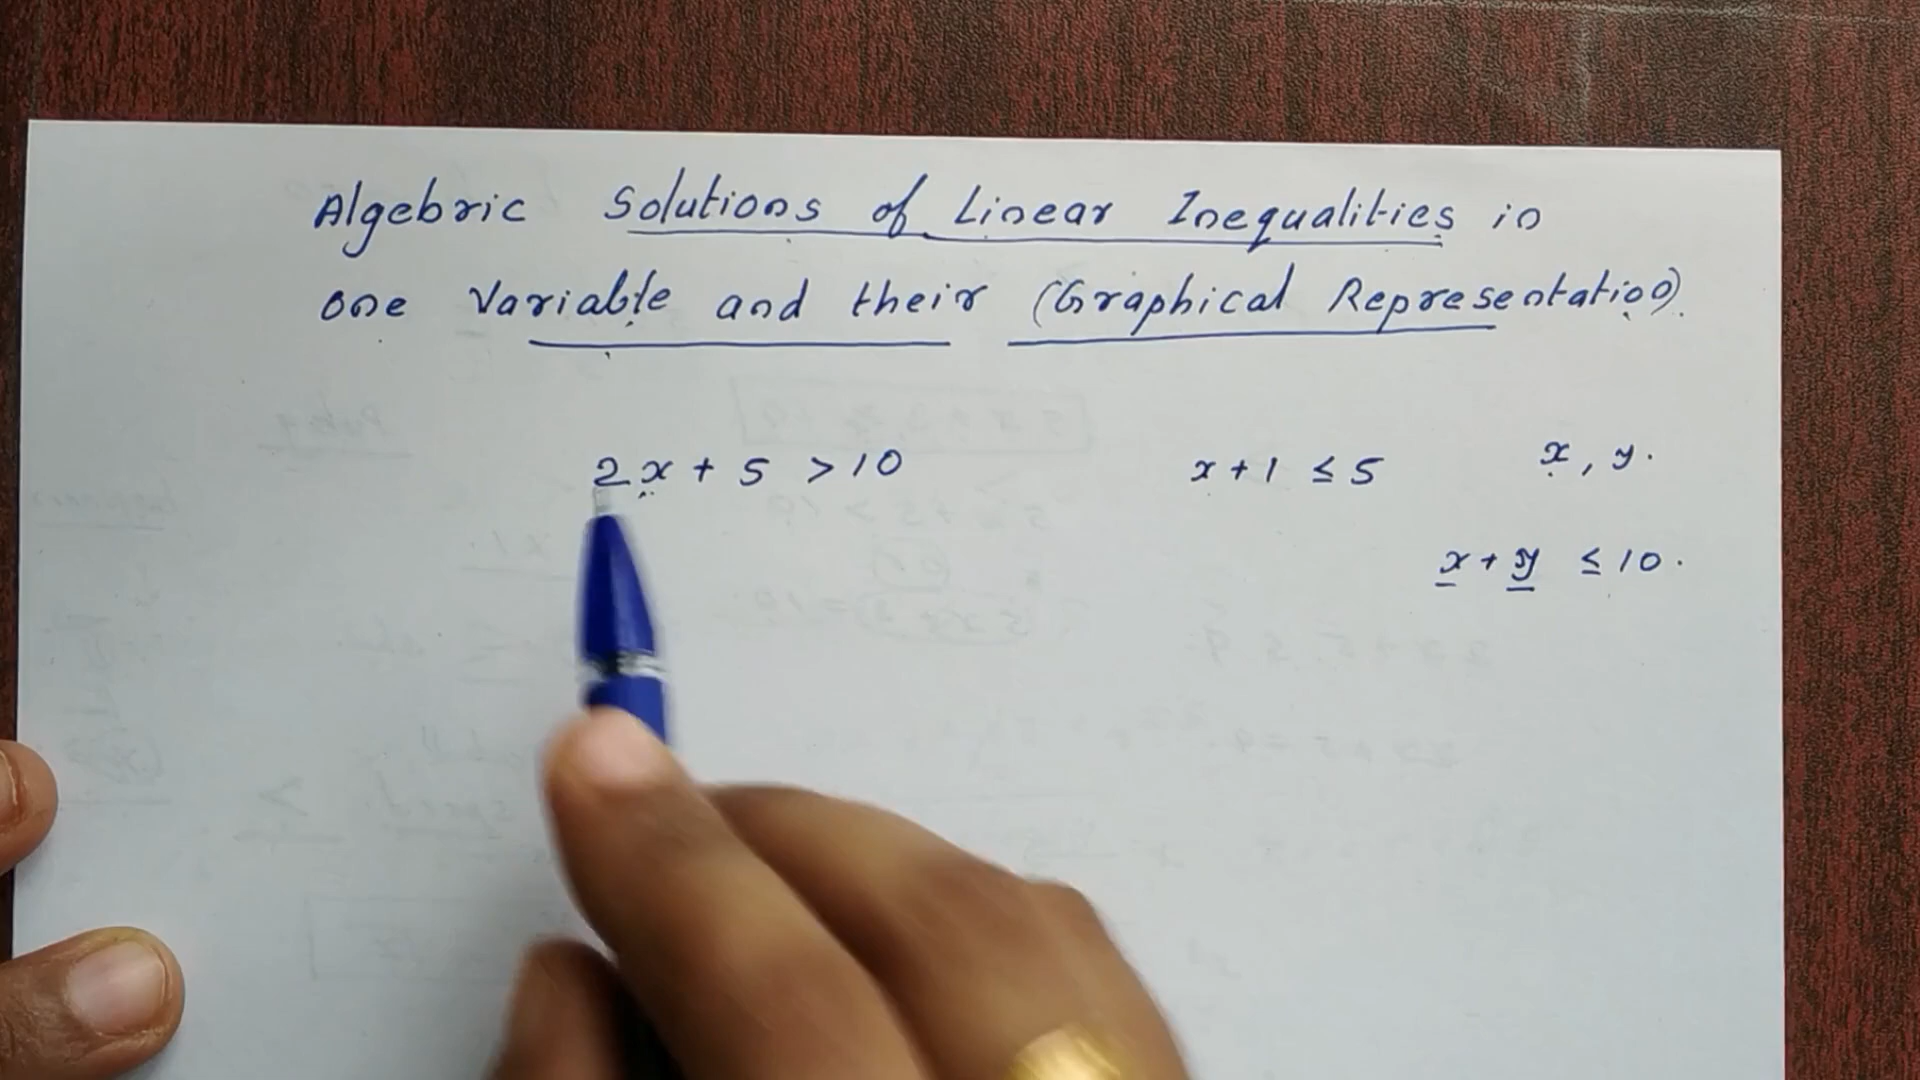 Algebric Solutions of Linear Inequalities in
one Variable and their (Graphical Representation).
2x + 5 > 10
x + 1 ≤ 5
x , y.
x + y ≤ 10.